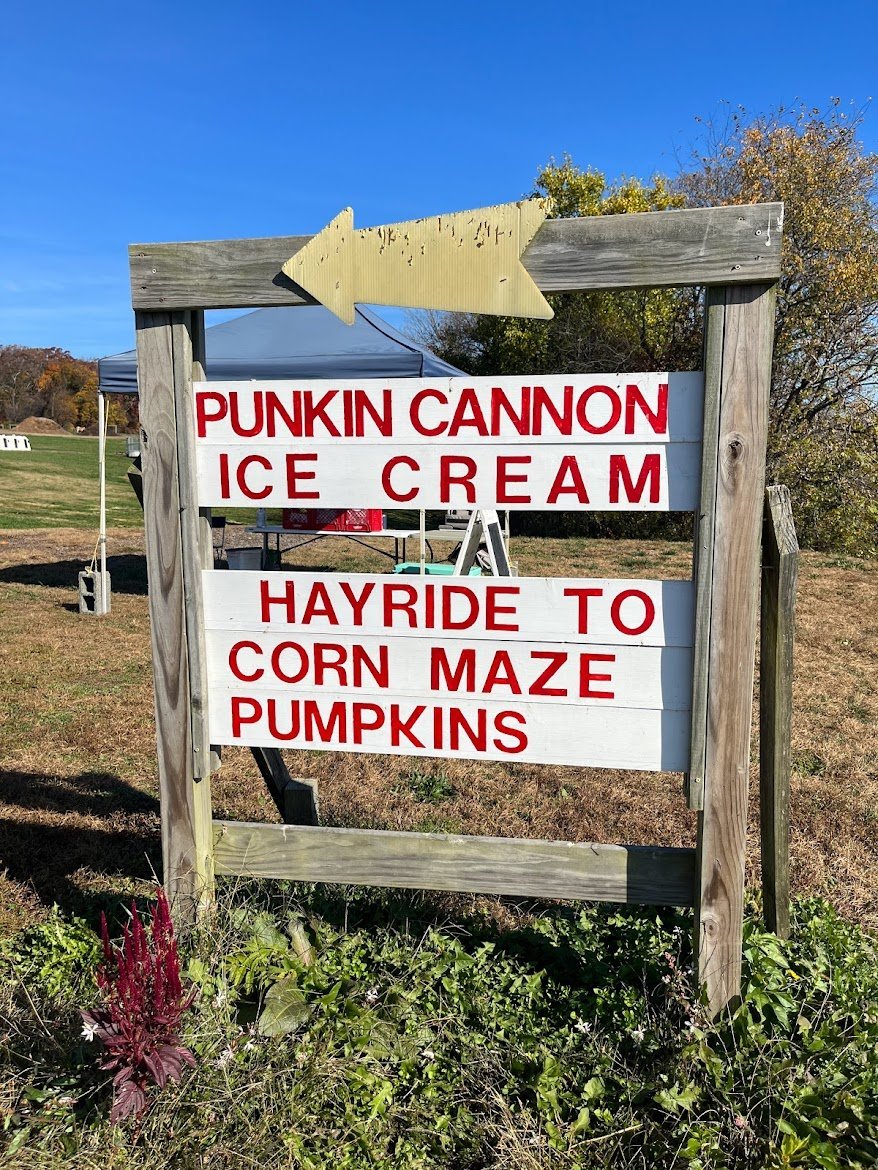 PUNKIN CANNON
ICE CREAM
HAYRIDE TO
CORN MAZE
PUMPKINS